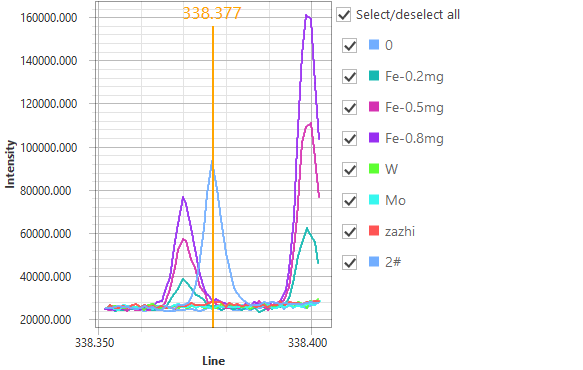 338.377
160000.000
140000.000
120000.000
100000.000
80000.000
60000.000
40000.000
20000.000
Intensity
338.350
338.400
Line
Select/deselect all
0
Fe-0.2mg
Fe-0.5mg
Fe-0.8mg
W
Mo
zazhi
2#